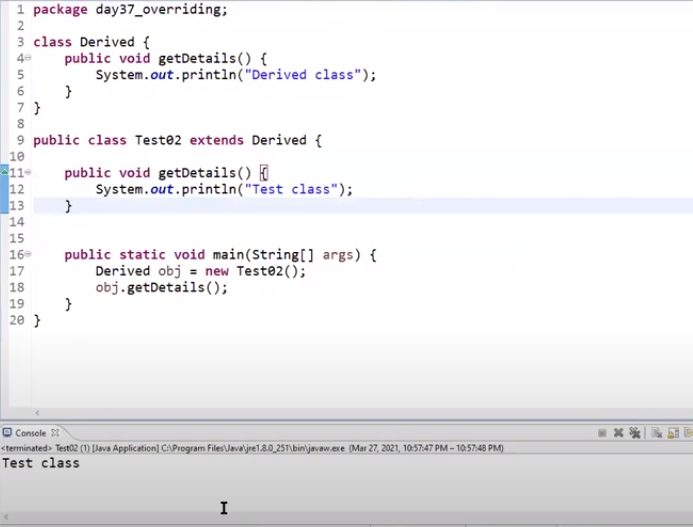 1 package day37_overriding;
2
3 class Derived {
4 public void getDetails() {
5 System.out.println("Derived class");
6 }
7 }
8
9 public class Test02 extends Derived {
10
11 public void getDetails() {
12 System.out.println("Test class");
13 }
14
15
16 public static void main(String[] args) {
17 Derived obj = new Test02();
18 obj.getDetails();
19 }
20 }
Console
<terminated> Test02 (1) [Java Application] C:\Program Files\Java\jre1.8.0_251\bin\javaw.exe (Mar 27, 2021, 10:57:47 PM – 10:57:48 PM)
Test class